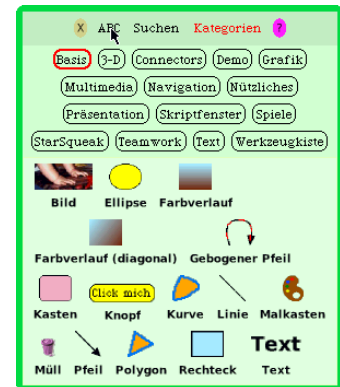 x ABC Suchen Kategorien ?
Basis 3-D Connectors Demo Grafik
Multimedia Navigation Nützliches
Präsentation Skriptfenster Spiele
StarSqueak Teamwork Text Werkzeugkiste
Bild Ellipse Farbverlauf
Farbverlauf (diagonal) Gebogener Pfeil
Click mich
Kasten Knopf Kurve Linie Malkasten
Text
Müll Pfeil Polygon Rechteck Text